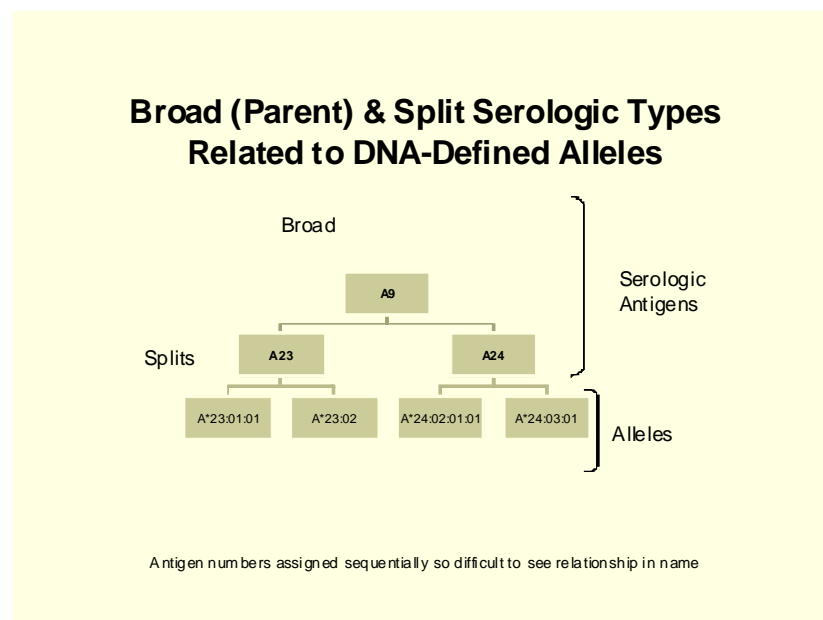 Broad (Parent) & Split Serologic Types
Related to DNA-Defined Alleles
Broad
A9
Serologic
Antigens
Splits
A23
A24
A*23:01:01
A*23:02
A*24:02:01:01
A*24:03:01
Alleles
Antigen numbers assigned sequentially so difficult to see relationship in name